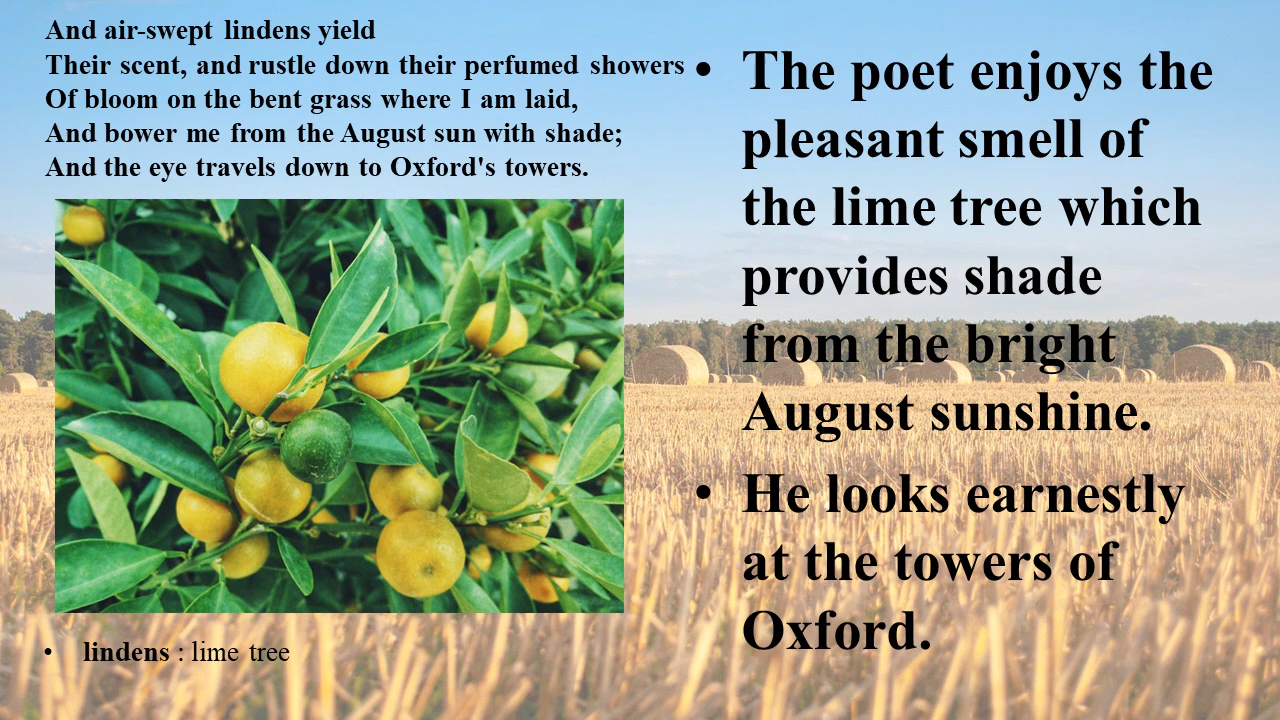 And air-swept lindens yield
Their scent, and rustle down their perfumed showers
Of bloom on the bent grass where I am laid,
And bower me from the August sun with shade;
And the eye travels down to Oxford's towers.
• lindens : lime tree
• The poet enjoys the
pleasant smell of
the lime tree which
provides shade
from the bright
August sunshine.
• He looks earnestly
at the towers of
Oxford.